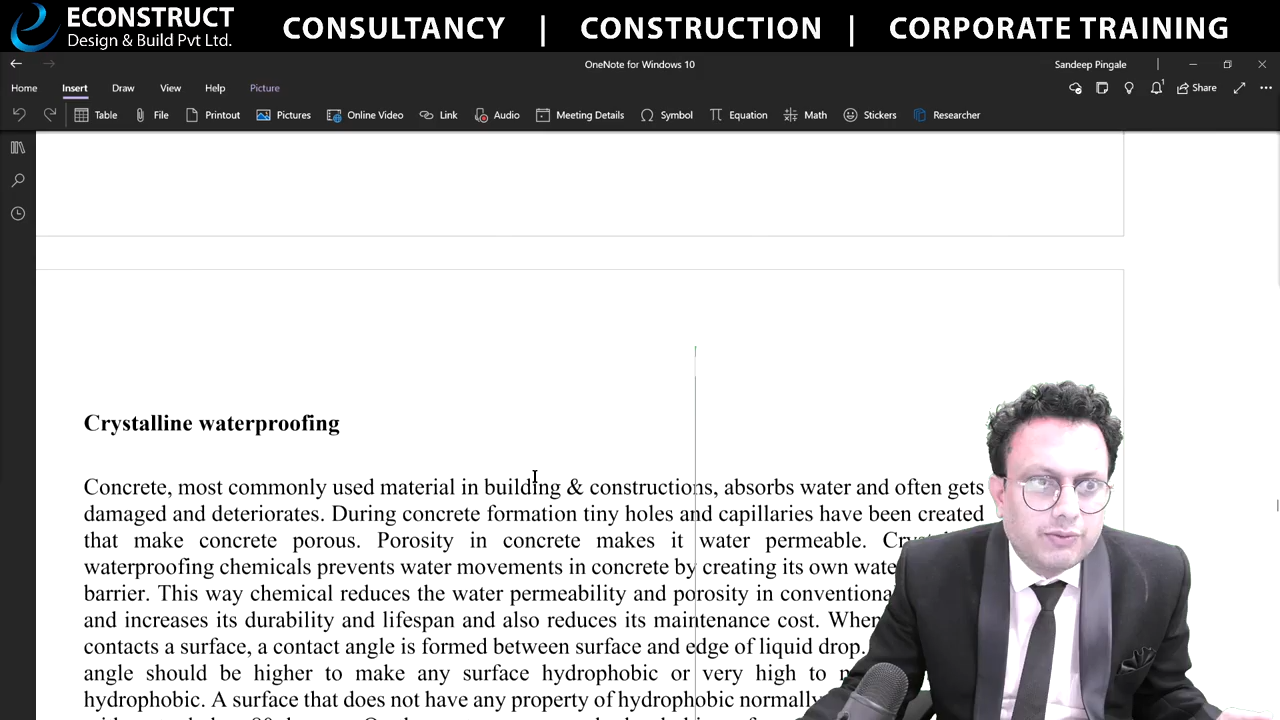 ECONSTRUCT
Design & Build Pvt Ltd.
CONSULTANCY | CONSTRUCTION | CORPORATE TRAINING
OneNote for Windows 10
Sandeep Pingale
Home Insert Draw View Help Picture
Share
Table File Printout Pictures Online Video Link Audio Meeting Details Symbol Equation Math Stickers Researcher
Crystalline waterproofing
Concrete, most commonly used material in building & constructions, absorbs water and often gets
damaged and deteriorates. During concrete formation tiny holes and capillaries have been created
that make concrete porous. Porosity in concrete makes it water permeable.
waterproofing chemicals prevents water movements in concrete by creating its own
barrier. This way chemical reduces the water permeability and porosity in
and increases its durability and lifespan and also reduces its maintenance cost. When
contacts a surface, a contact angle is formed between surface and edge of liquid drop.
angle should be higher to make any surface hydrophobic or very high to
hydrophobic. A surface that does not have any property of hydrophobic normally